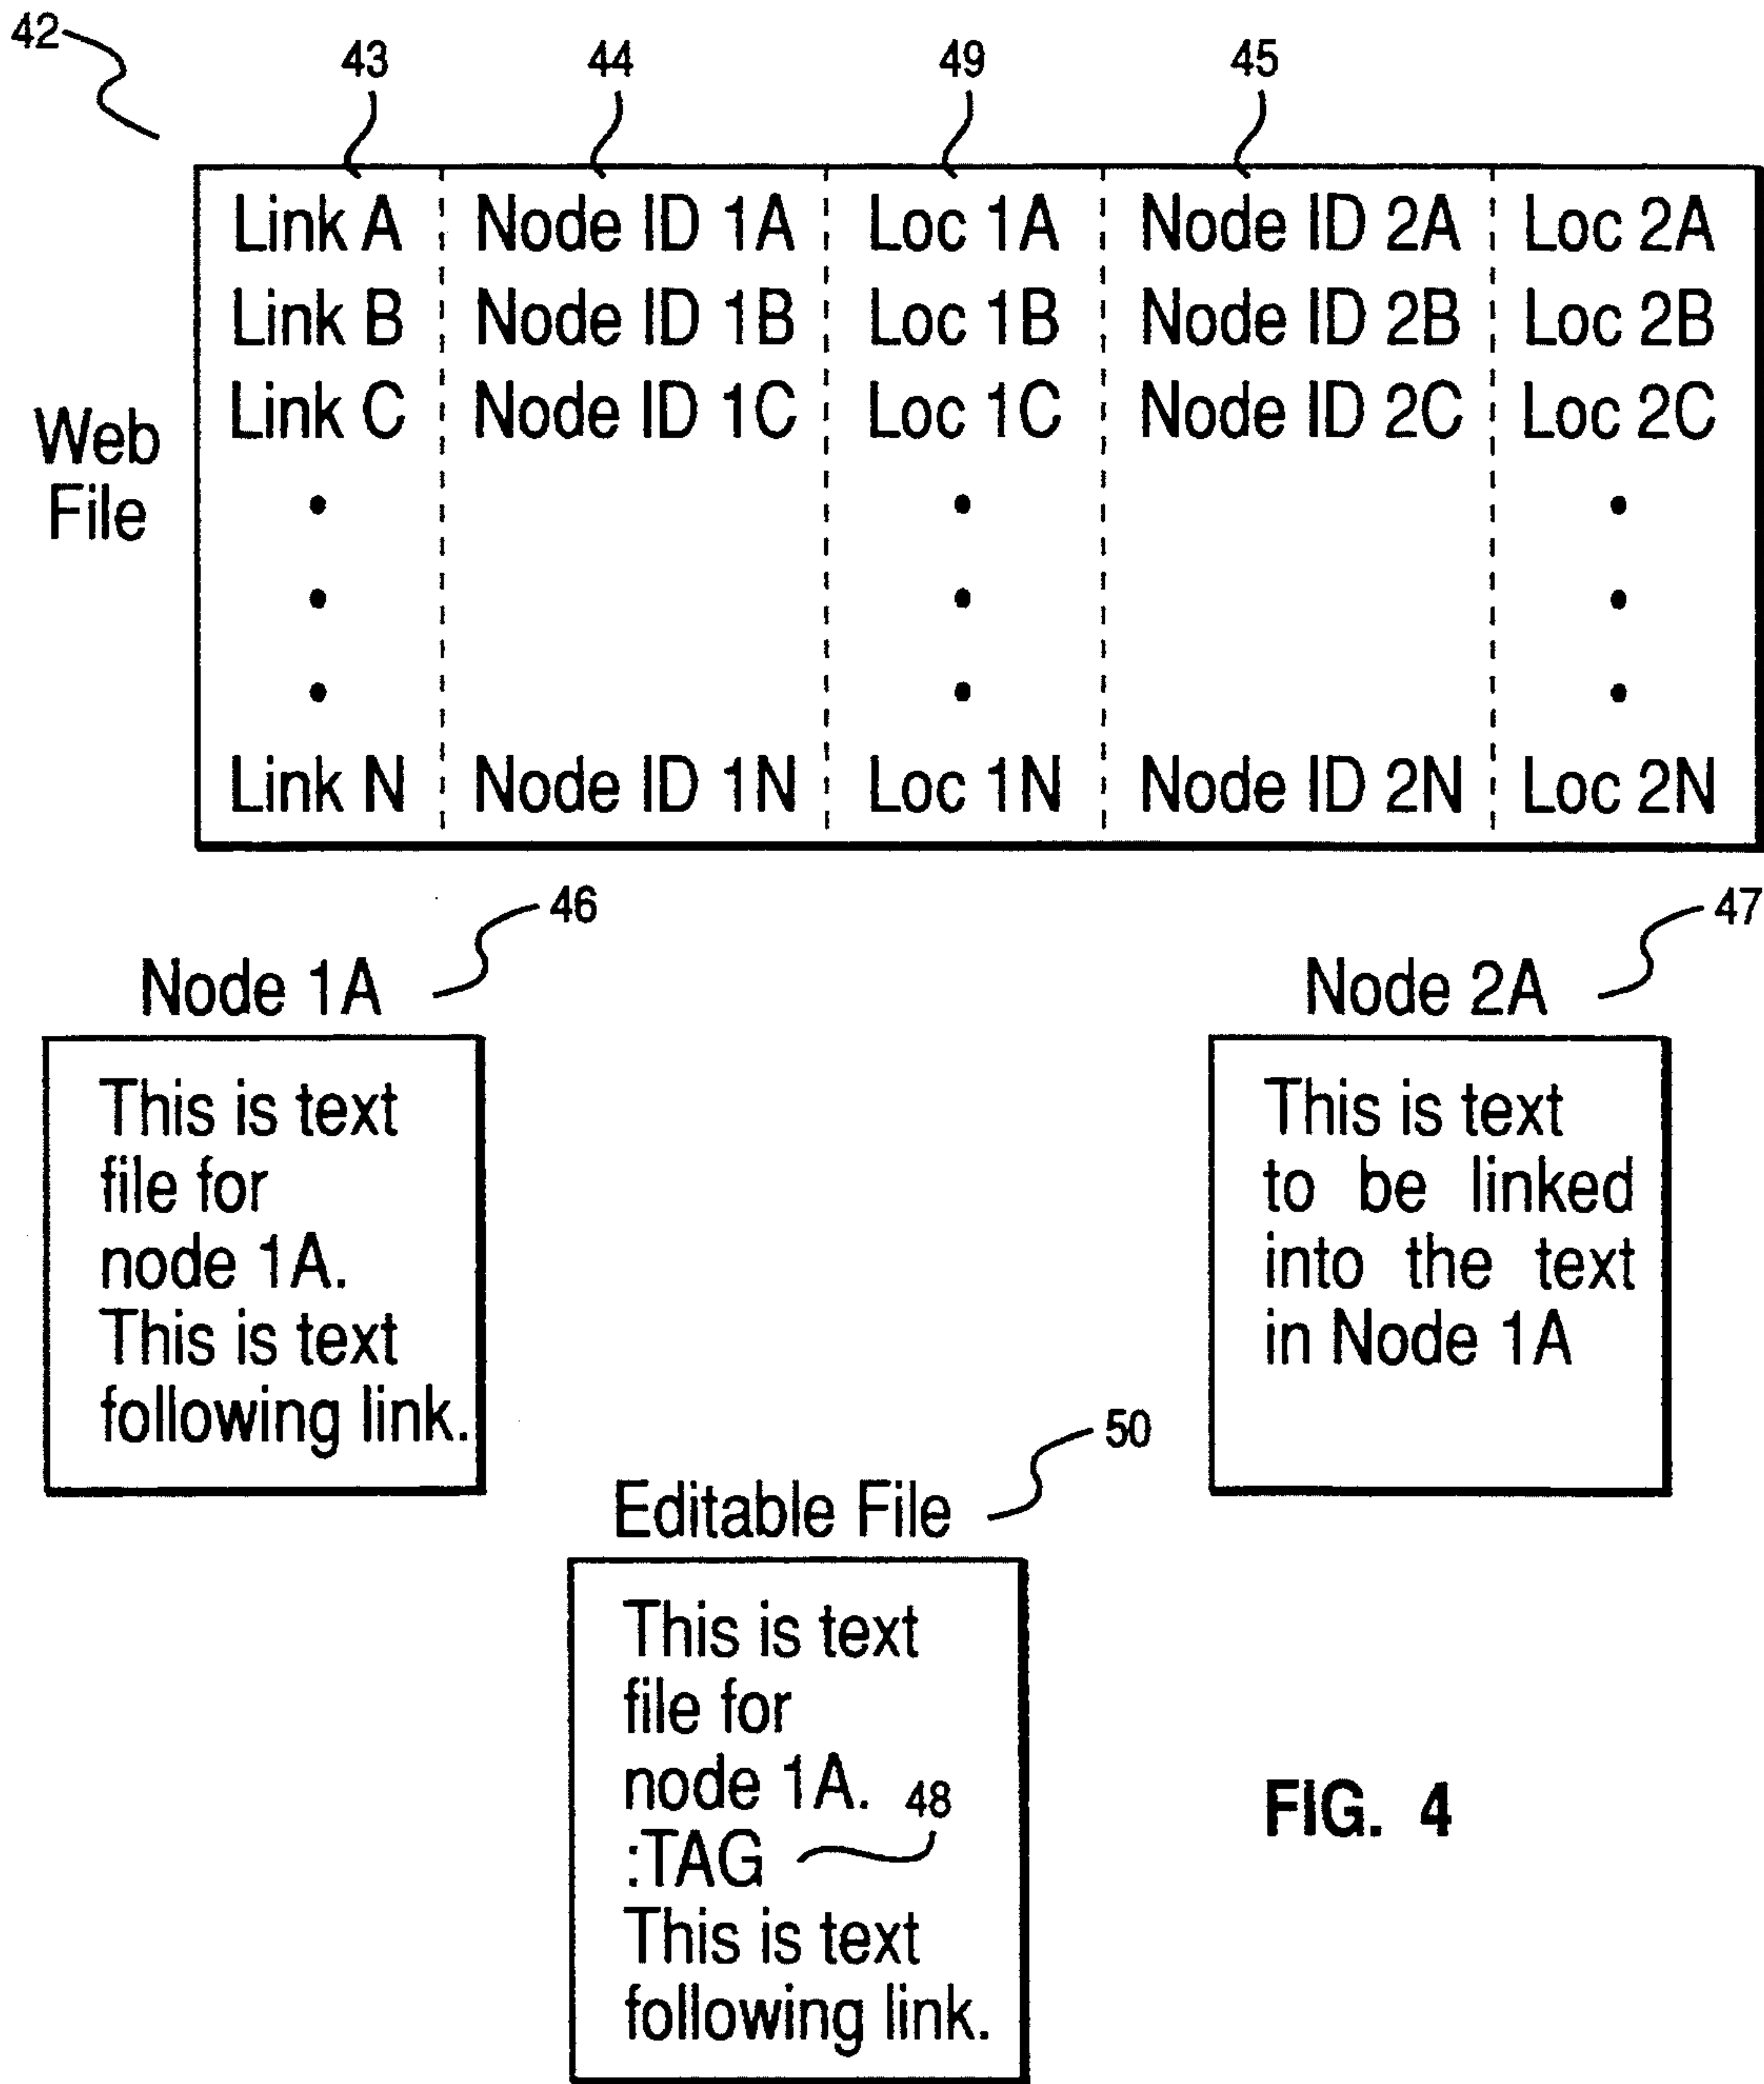 42
43 44 49 45
Link A Node ID 1A Loc 1A Node ID 2A Loc 2A
Link B Node ID 1B Loc 1B Node ID 2B Loc 2B
Link C Node ID 1C Loc 1C Node ID 2C Loc 2C
Web
File
Link N Node ID 1N Loc 1N Node ID 2N Loc 2N
46
Node 1A
This is text
file for
node 1A.
This is text
following link.
47
Node 2A
This is text
to be linked
into the text
in Node 1A
50
Editable File
This is text
file for
node 1A.
48
:TAG
This is text
following link.
FIG. 4